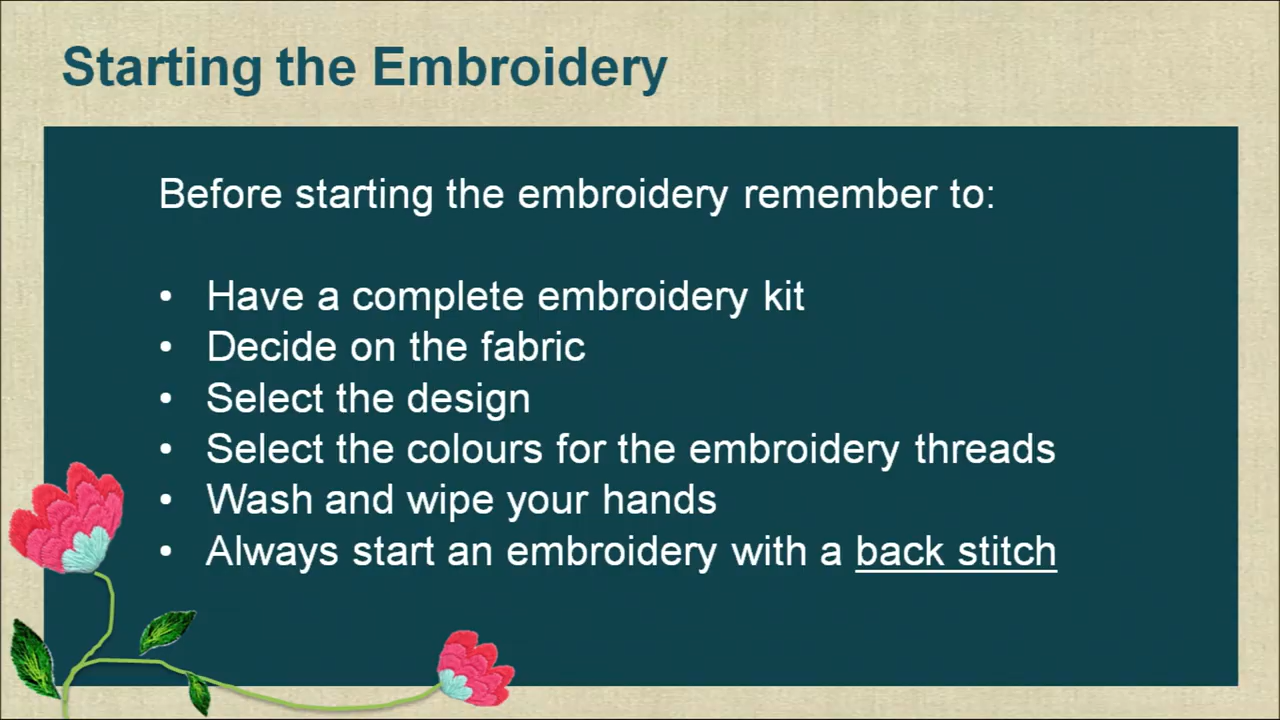 Starting the Embroidery
Before starting the embroidery remember to:
• Have a complete embroidery kit
• Decide on the fabric
• Select the design
• Select the colours for the embroidery threads
• Wash and wipe your hands
• Always start an embroidery with a back stitch